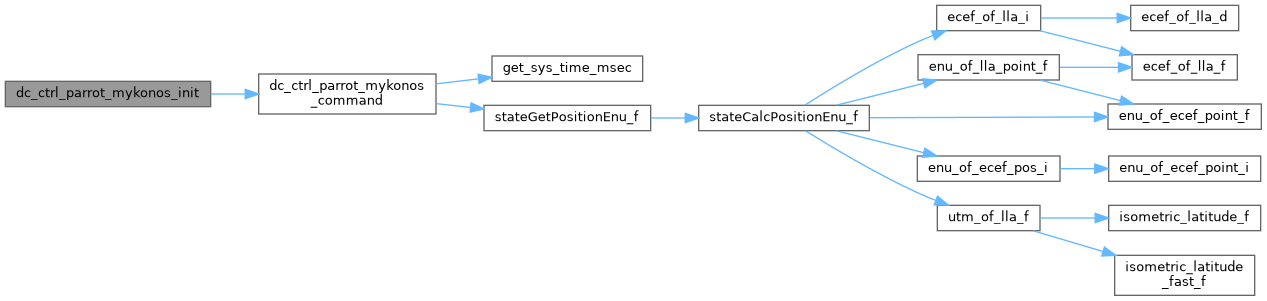 dc_ctrl_parrot_mykonos_init
dc_ctrl_parrot_mykonos
_command
get_sys_time_msec
stateGetPositionEnu_f
stateCalcPositionEnu_f
ecef_of_lla_i
ecef_of_lla_d
enu_of_lla_point_f
ecef_of_lla_f
enu_of_ecef_point_f
enu_of_ecef_pos_i
enu_of_ecef_point_i
utm_of_lla_f
isometric_latitude_f
isometric_latitude
_fast_f